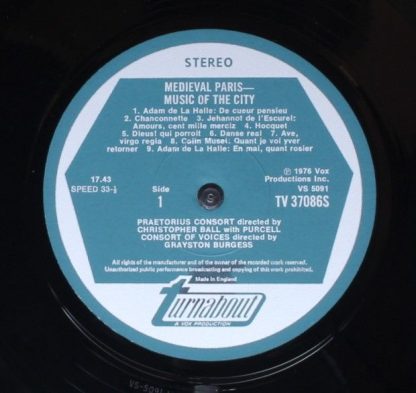 STEREO
MEDIEVAL PARIS—
MUSIC OF THE CITY
1. Adam de La Halle: De cueur pensieu
2. Chanconnette 3. Jehannot de l'Escurel:
Amours, cent mille merciz 4. Hocquet
5. Dieus! qui porroit 6. Danse real 7. Ave,
virgo regia 8. Colin Muset: Quant je voi yver
retorner 9. Adam de La Halle: En mai, quant rosier
17.43
SPEED 33-⅓
Side
1
Ⓟ 1976 Vox
Productions Inc.
VS 5091
TV 37086S
PRAETORIUS CONSORT directed by
CHRISTOPHER BALL with PURCELL
CONSORT OF VOICES directed by
GRAYSTON BURGESS
All rights of the manufacturer and of the owner of the recorded work reserved.
Unauthorised public performance broadcasting and copying of this work prohibited.
Made in England
turnabout
A VOX PRODUCTION